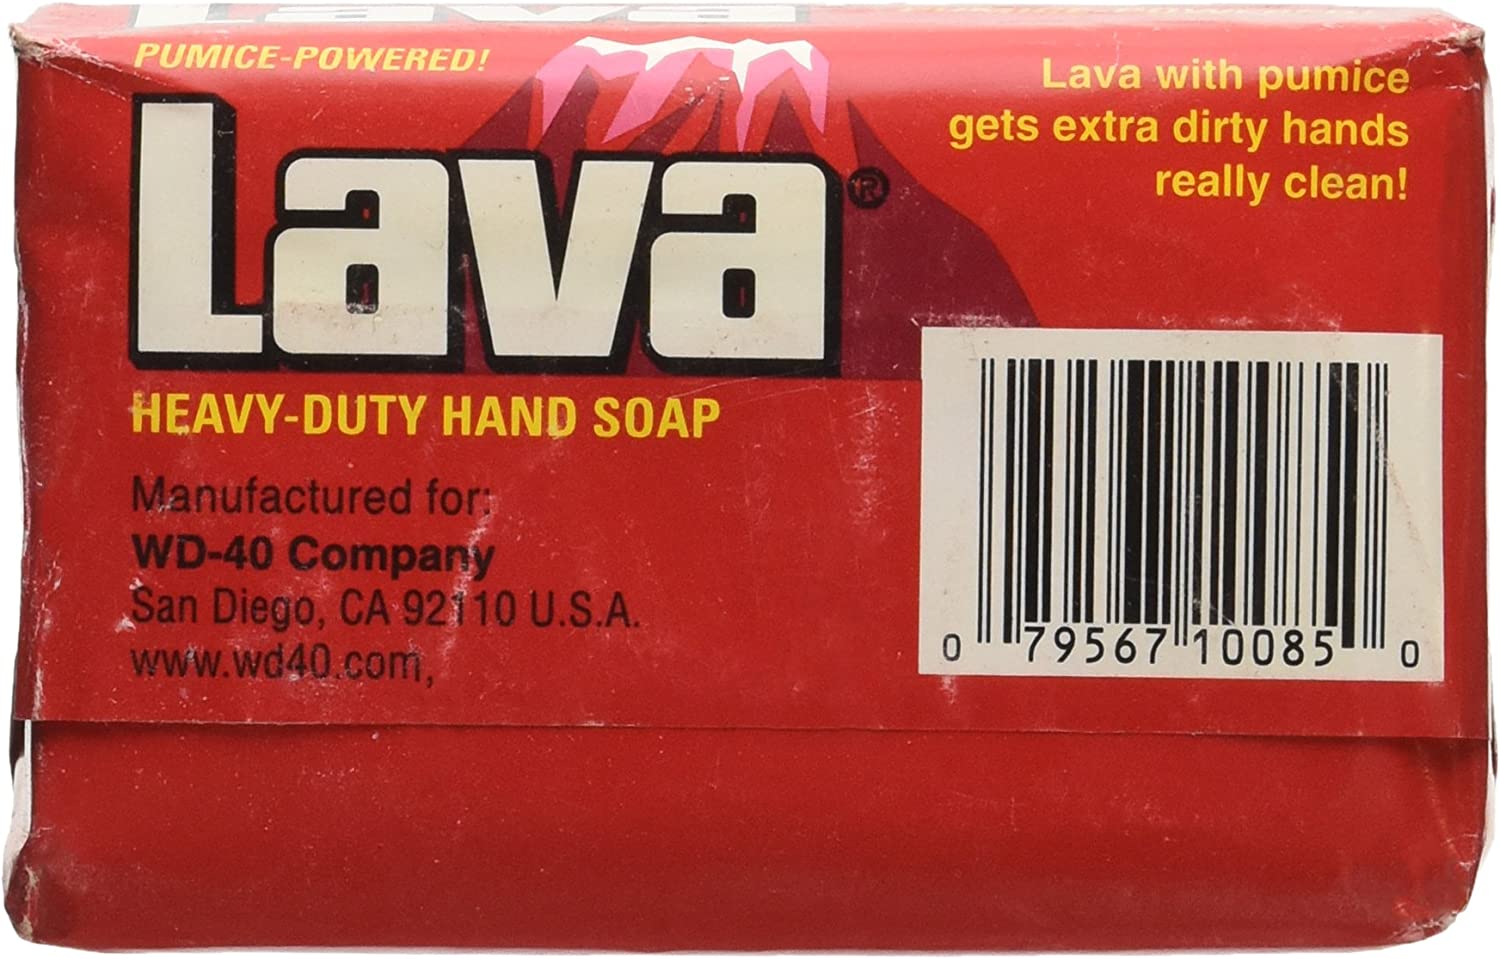 PUMICE-POWERED!
Lava®
HEAVY-DUTY HAND SOAP
Lava with pumice
gets extra dirty hands
really clean!
Manufactured for:
WD-40 Company
San Diego, CA 92110 U.S.A.
www.wd40.com,
0 79567 10085 0